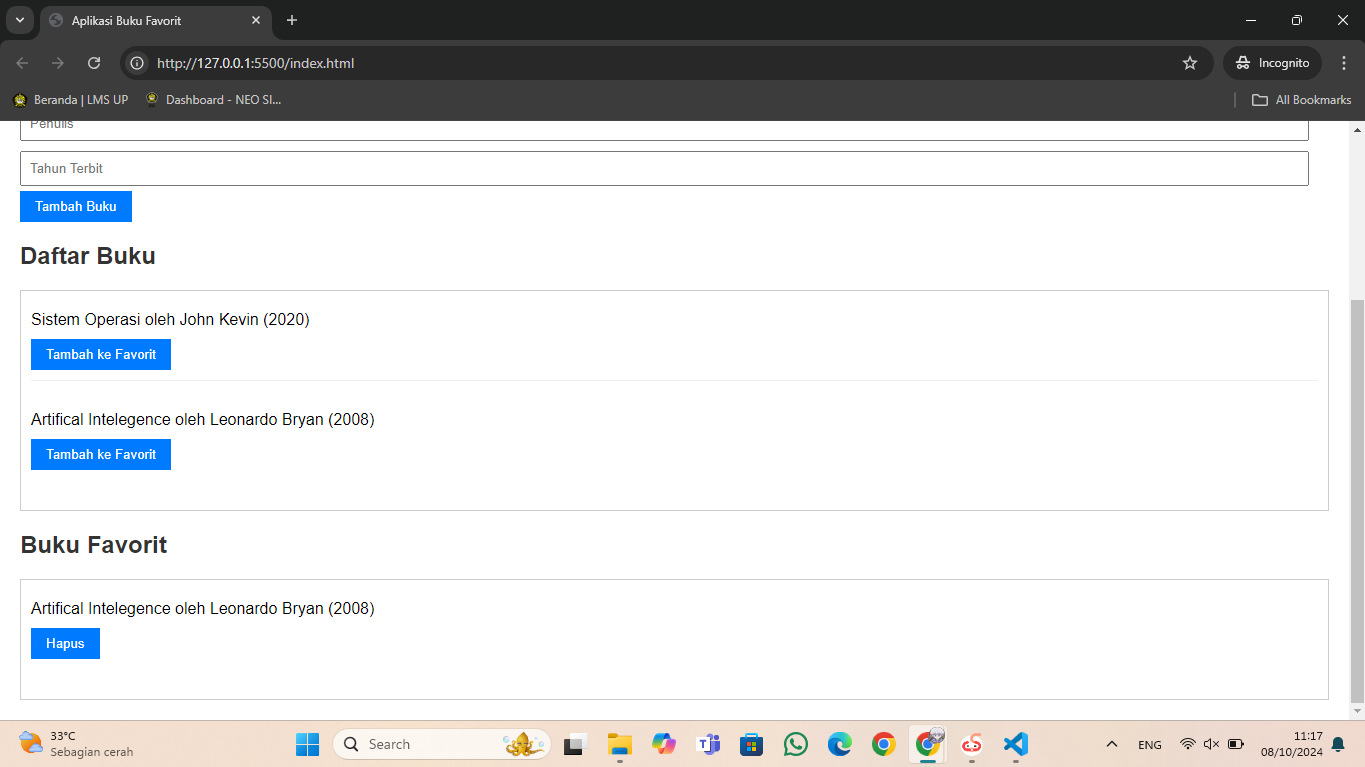 Aplikasi Buku Favorit
http://127.0.0.1:5500/index.html
Incognito
Beranda | LMS UP
Dashboard - NEO SI...
All Bookmarks
Penulis
Tahun Terbit
Tambah Buku
Daftar Buku
Sistem Operasi oleh John Kevin (2020)
Tambah ke Favorit
Artifical Intelegence oleh Leonardo Bryan (2008)
Tambah ke Favorit
Buku Favorit
Artifical Intelegence oleh Leonardo Bryan (2008)
Hapus
33°C
Sebagian cerah
Search
ENG
11:17
08/10/2024